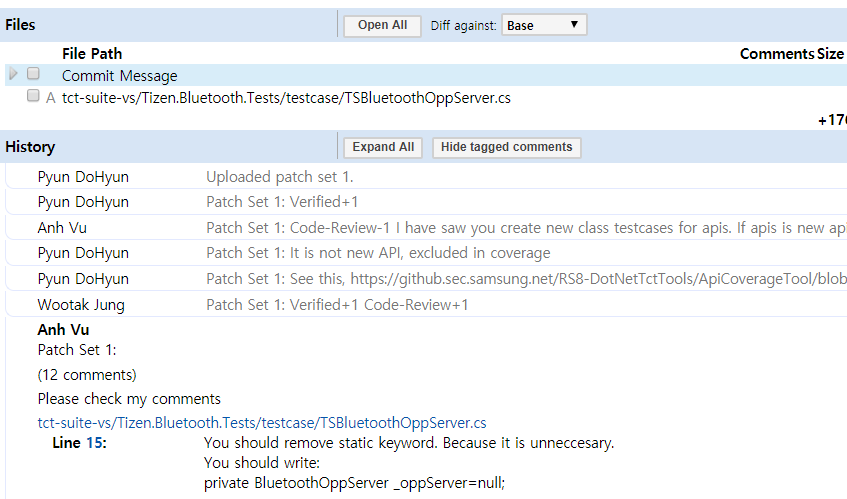 Files Open All Diff against: Base
File Path Comments Size
Commit Message
A tct-suite-vs/Tizen.Bluetooth.Tests/testcase/TSBluetoothOppServer.cs
History Expand All Hide tagged comments
Pyun DoHyun Uploaded patch set 1.
Pyun DoHyun Patch Set 1: Verified+1
Anh Vu Patch Set 1: Code-Review-1 I have saw you create new class testcases for apis. If apis is new api
Pyun DoHyun Patch Set 1: It is not new API, excluded in coverage
Pyun DoHyun Patch Set 1: See this, https://github.sec.samsung.net/RS8-DotNetTctTools/ApiCoverageTool/blob
Wootak Jung Patch Set 1: Verified+1 Code-Review+1
Anh Vu
Patch Set 1:
(12 comments)
Please check my comments
tct-suite-vs/Tizen.Bluetooth.Tests/testcase/TSBluetoothOppServer.cs
Line 15: You should remove static keyword. Because it is unneccesary.
You should write:
private BluetoothOppServer _oppServer=null;